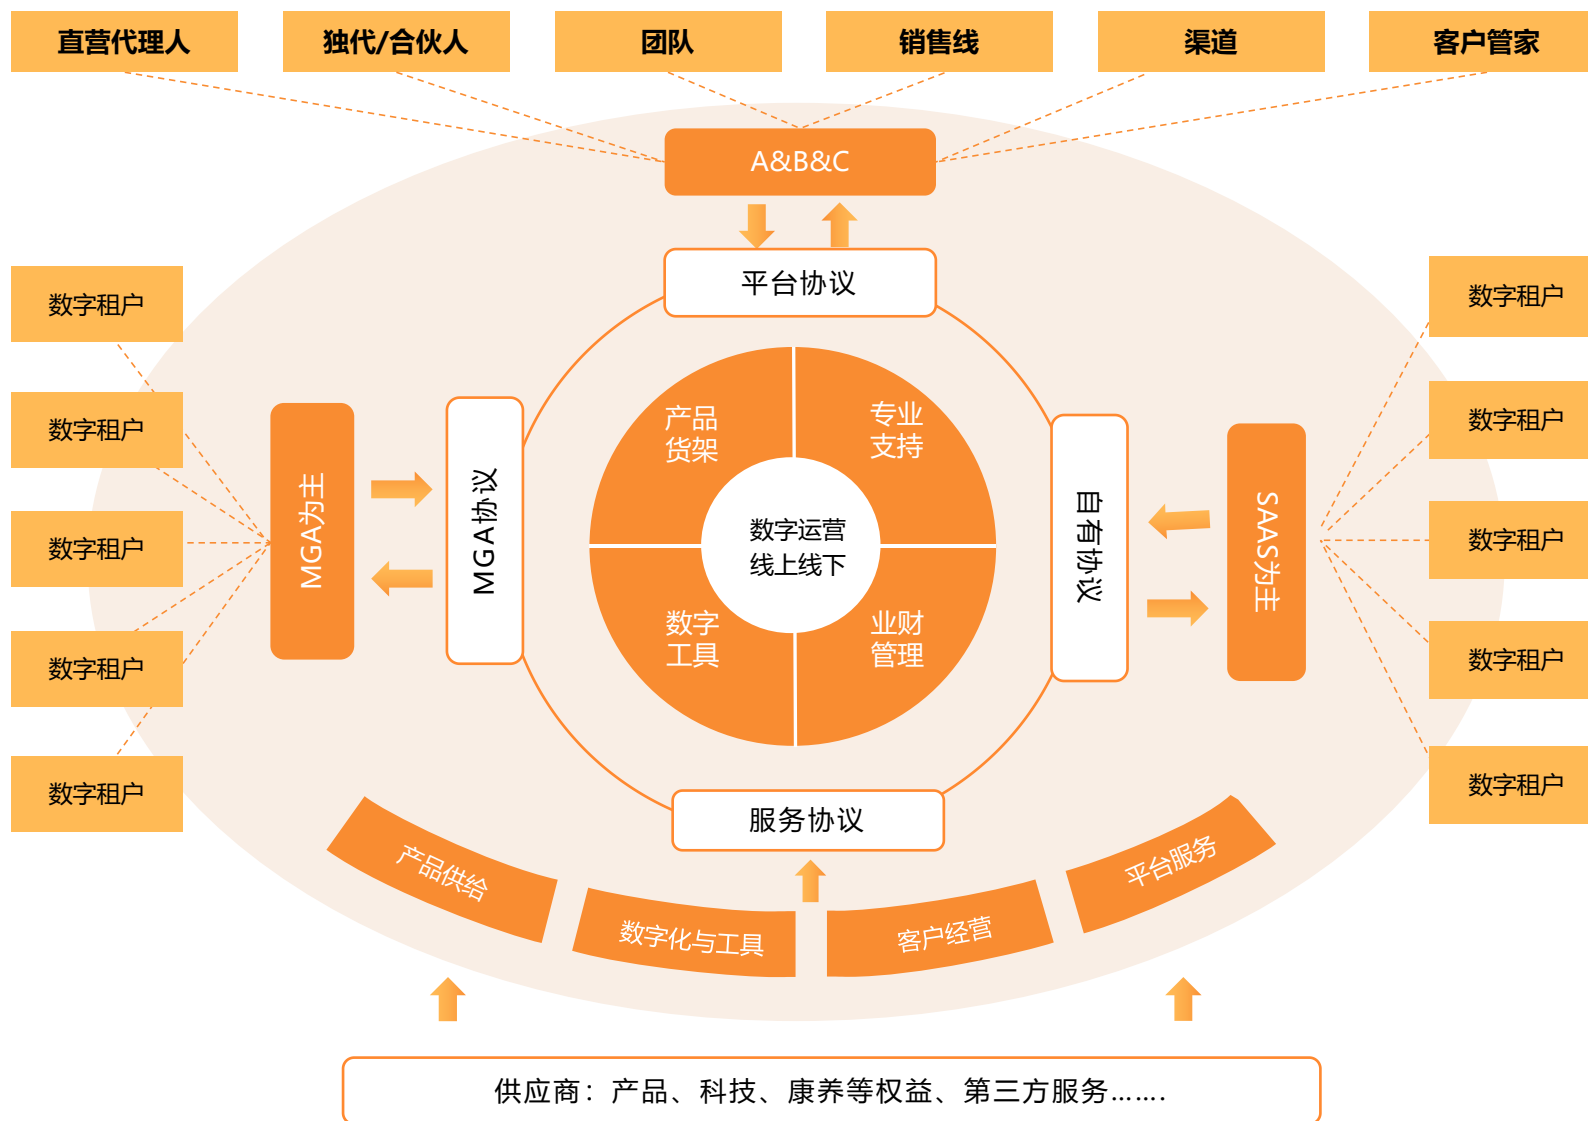 直营代理人
独代/合伙人
团队
销售线
渠道
客户管家
A&B&C
平台协议
数字租户
数字租户
数字租户
数字租户
数字租户
MGA为主
MGA协议
产品
货架
专业
支持
数字运营
线上线下
数字
工具
业财
管理
自有协议
SAAS为主
数字租户
数字租户
数字租户
数字租户
数字租户
服务协议
产品供给
数字化与工具
客户经营
平台服务
供应商：产品、科技、康养等权益、第三方服务…….